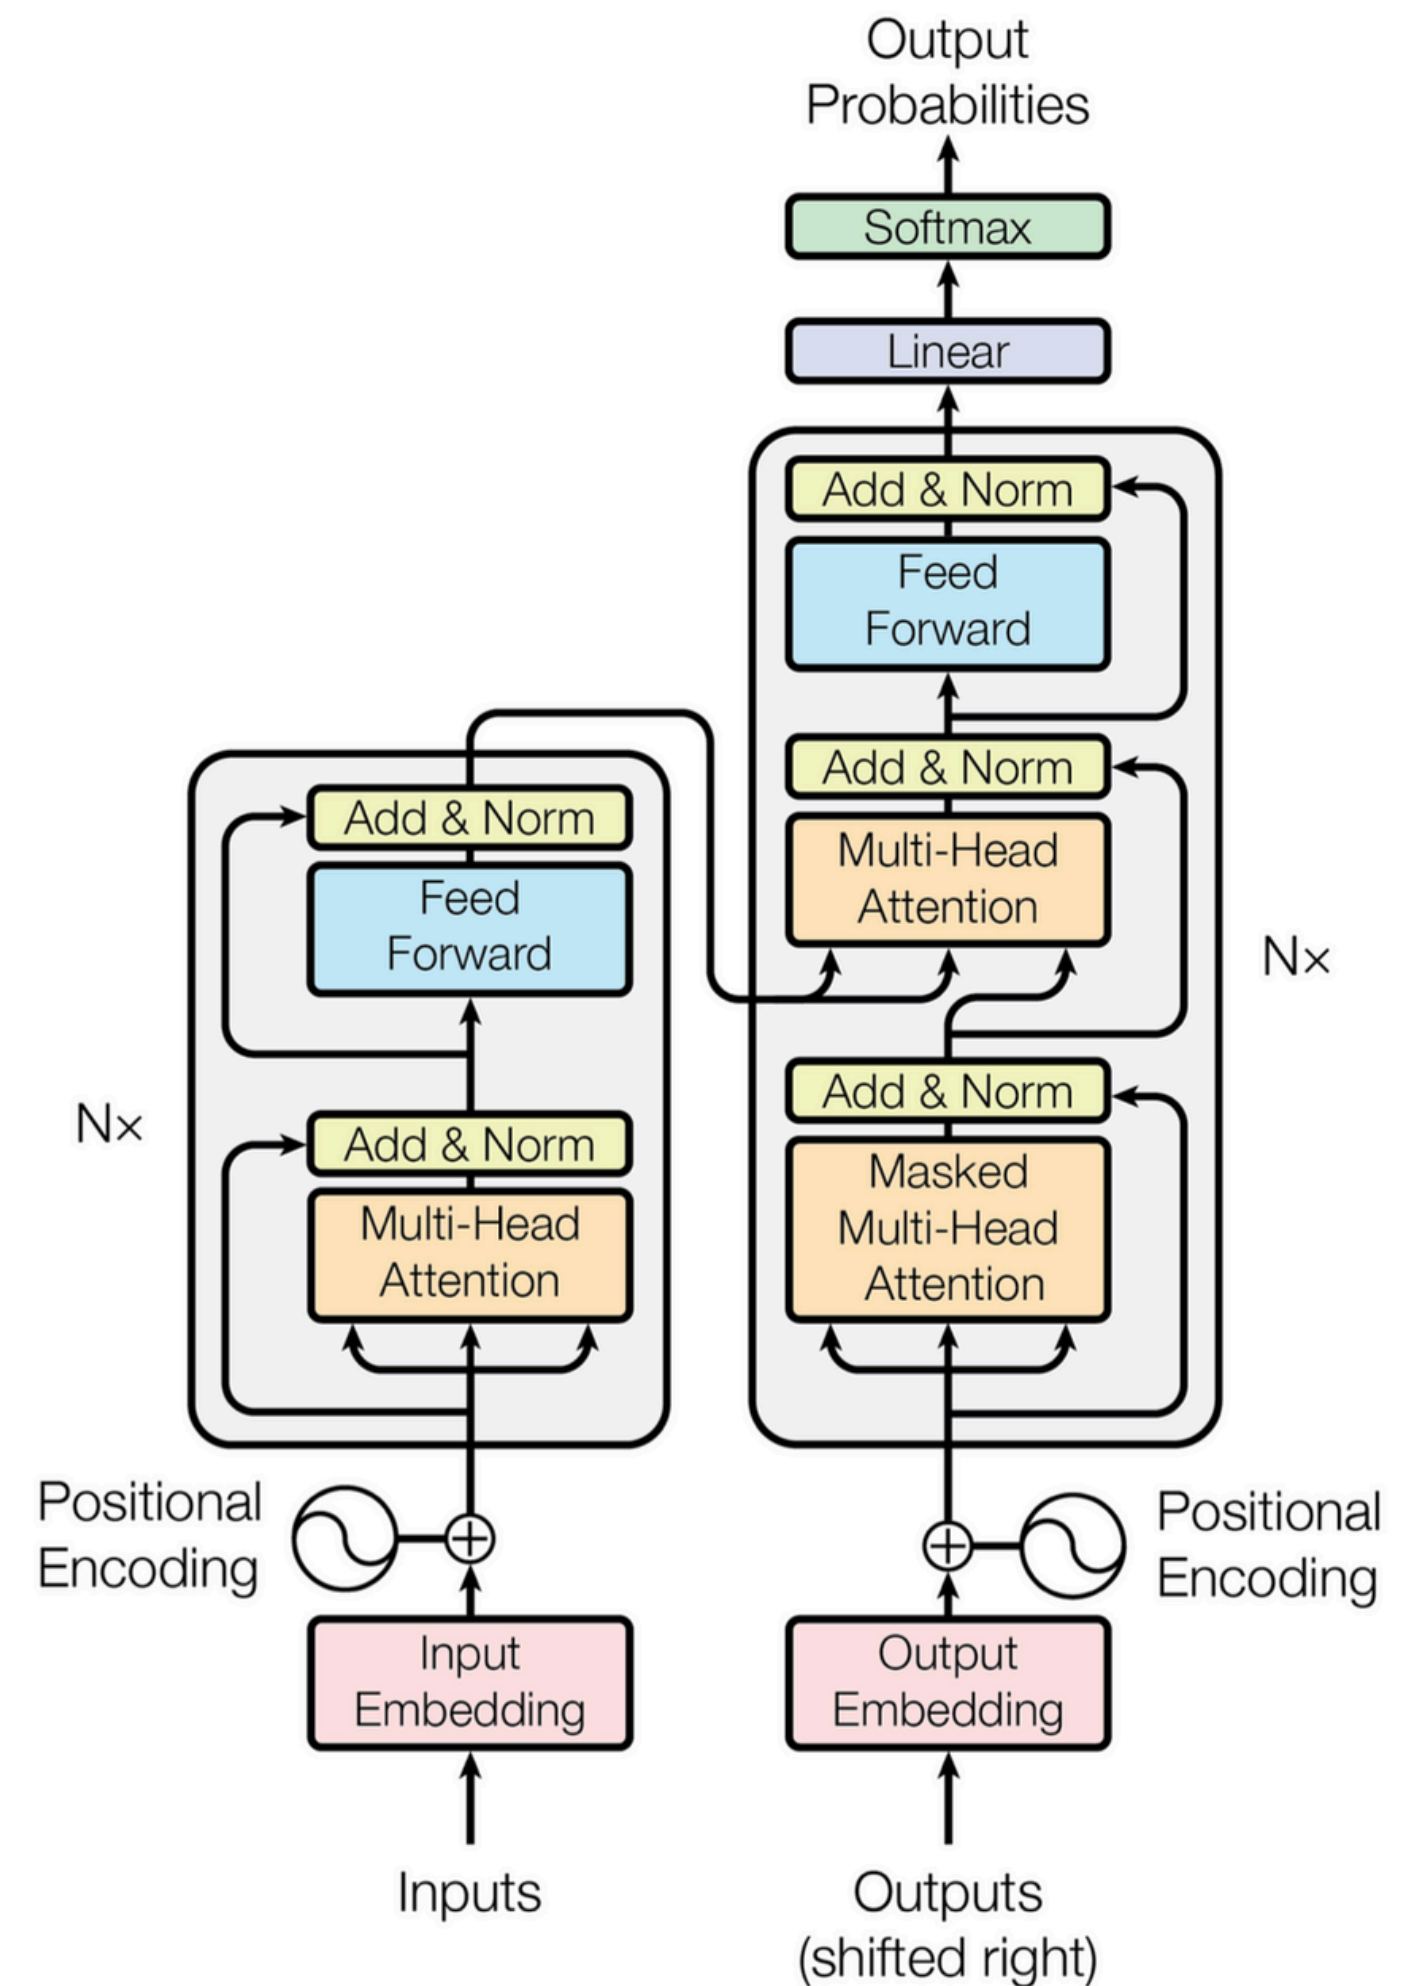 Output
Probabilities
Softmax
Linear
Add & Norm
Feed
Forward
Add & Norm
Multi-Head
Attention
Nx
Add & Norm
Masked
Multi-Head
Attention
Add & Norm
Feed
Forward
Nx
Add & Norm
Multi-Head
Attention
Positional
Encoding
Positional
Encoding
Input
Embedding
Output
Embedding
Inputs
Outputs
(shifted right)